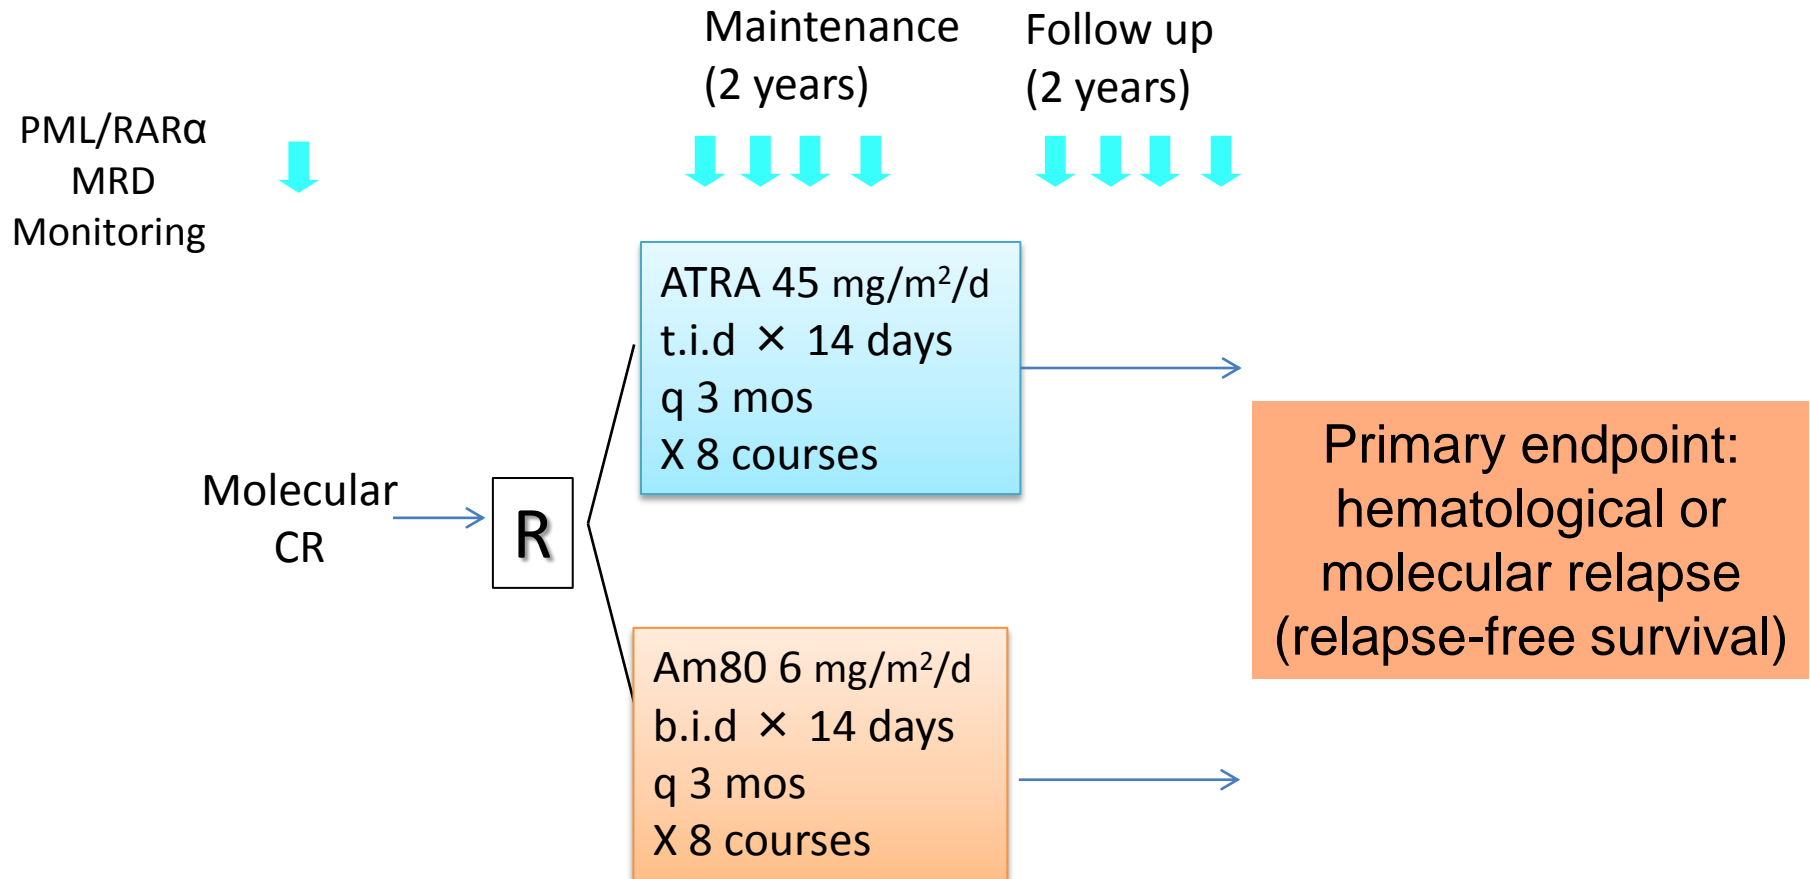 Maintenance
(2 years)
Follow up
(2 years)
PML/RARα
MRD
Monitoring
ATRA 45 mg/m²/d
t.i.d × 14 days
q 3 mos
X 8 courses
Molecular
CR
R
Am80 6 mg/m²/d
b.i.d × 14 days
q 3 mos
X 8 courses
Primary endpoint:
hematological or
molecular relapse
(relapse-free survival)